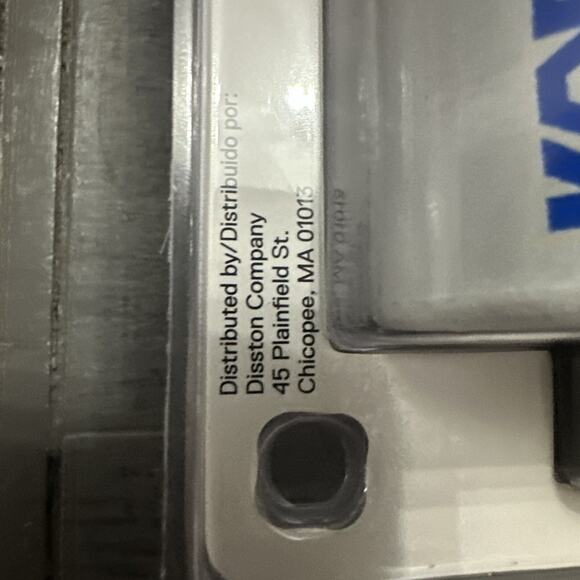 Distributed by/Distribuido por:
Disston Company
45 Plainfield St.
Chicopee, MA 01013